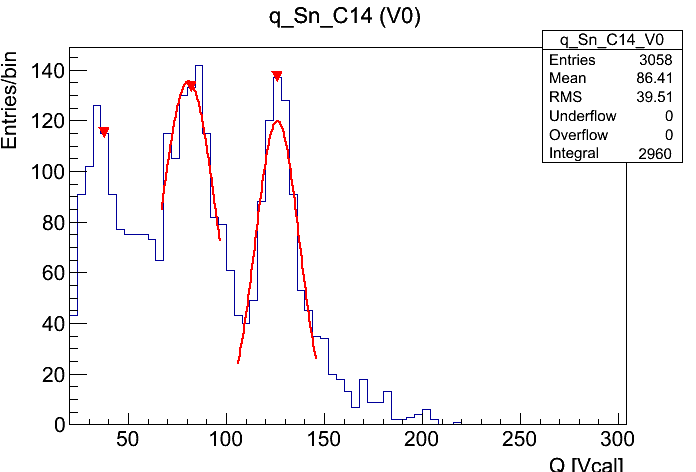 q_Sn_C14 (V0)
q_Sn_C14_V0
Entries 3058
Mean 86.41
RMS 39.51
Underflow 0
Overflow 0
Integral 2960
Entries/bin
140
120
100
80
60
40
20
0
50 100 150 200 250 300
Q [Vcal]